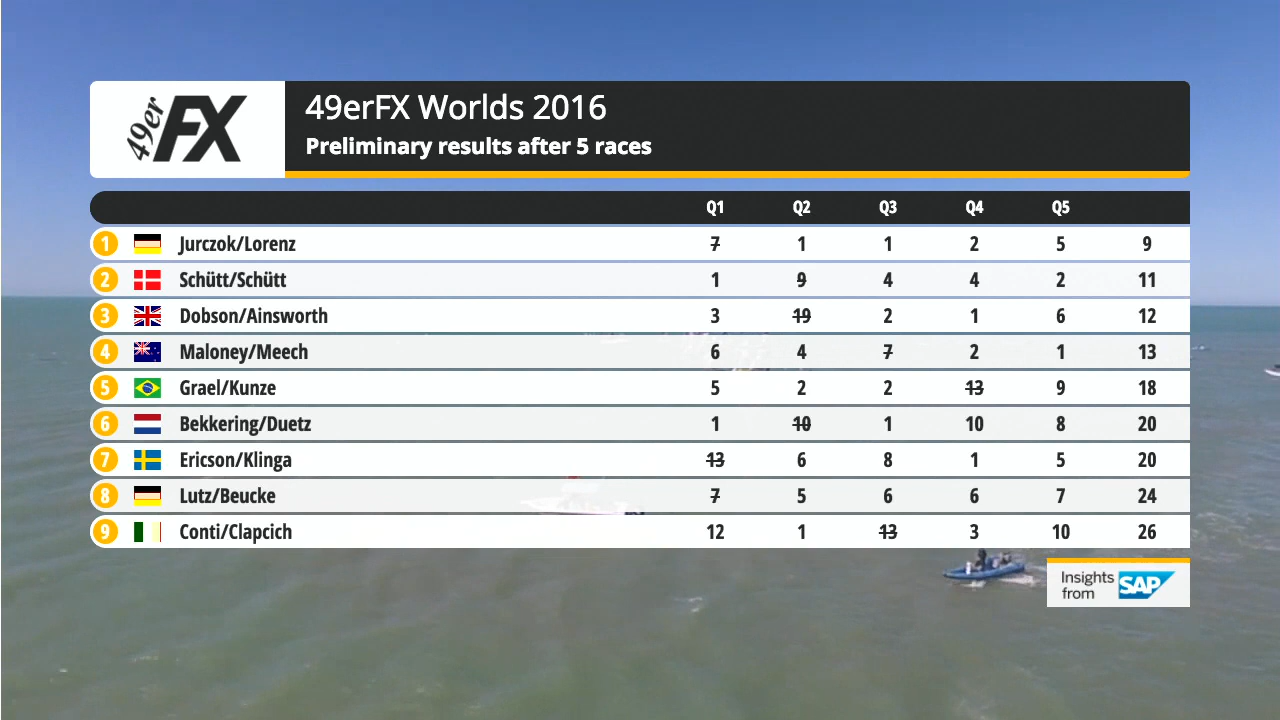 49er FX
49erFX Worlds 2016
Preliminary results after 5 races
Q1 Q2 Q3 Q4 Q5
1 Jurczok/Lorenz 7 1 1 2 5 9
2 Schütt/Schütt 1 9 4 4 2 11
3 Dobson/Ainsworth 3 19 2 1 6 12
4 Maloney/Meech 6 4 7 2 1 13
5 Grael/Kunze 5 2 2 13 9 18
6 Bekkering/Duetz 1 10 1 10 8 20
7 Ericson/Klinga 13 6 8 1 5 20
8 Lutz/Beucke 7 5 6 6 7 24
9 Conti/Clapcich 12 1 13 3 10 26
Insights
from SAP